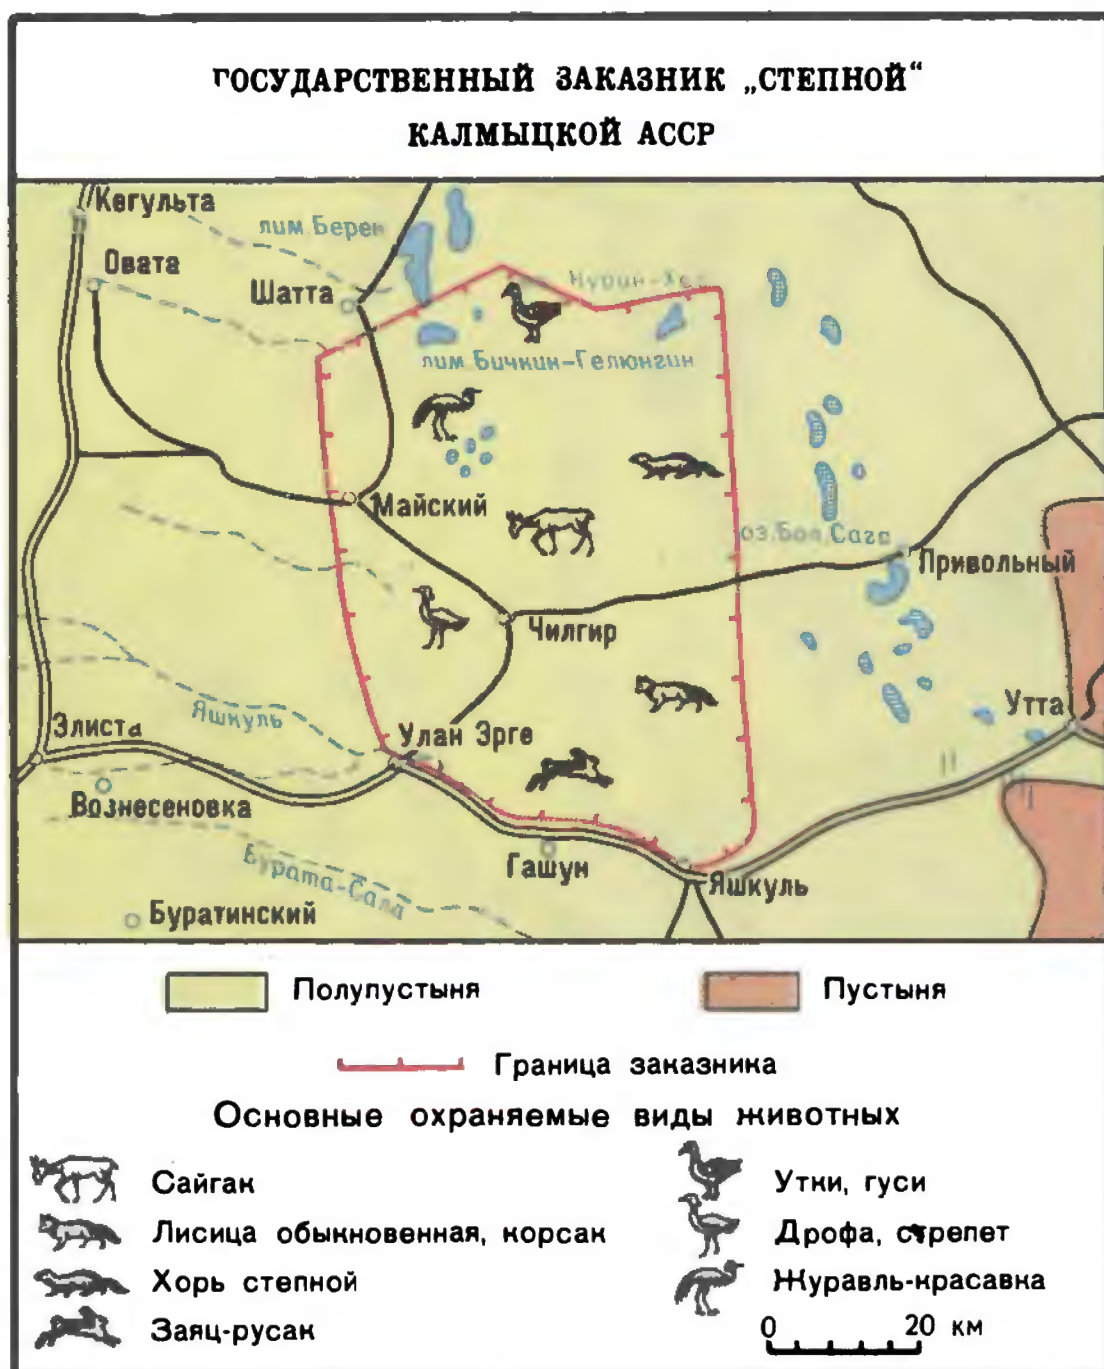 ГОСУДАРСТВЕННЫЙ ЗАКАЗНИК „СТЕПНОЙ“
КАЛМЫЦКОЙ АССР
Кегульта
лим. Берен
Овата
Шатта
лим. Бичкин-Гелюнгин
Майский
оз. Сага
Привольный
Чилгир
Яшкуль
Элиста
Улан Эрге
Утта
Вознесеновка
Гашун
Бурата-Сала
Яшкуль
Буратинский
Полупустыня
Пустыня
Граница заказника
Основные охраняемые виды животных
Сайгак
Утки, гуси
Лисица обыкновенная, корсак
Дрофа, стрепет
Хорь степной
Журавль-красавка
Заяц-русак
0 20 км